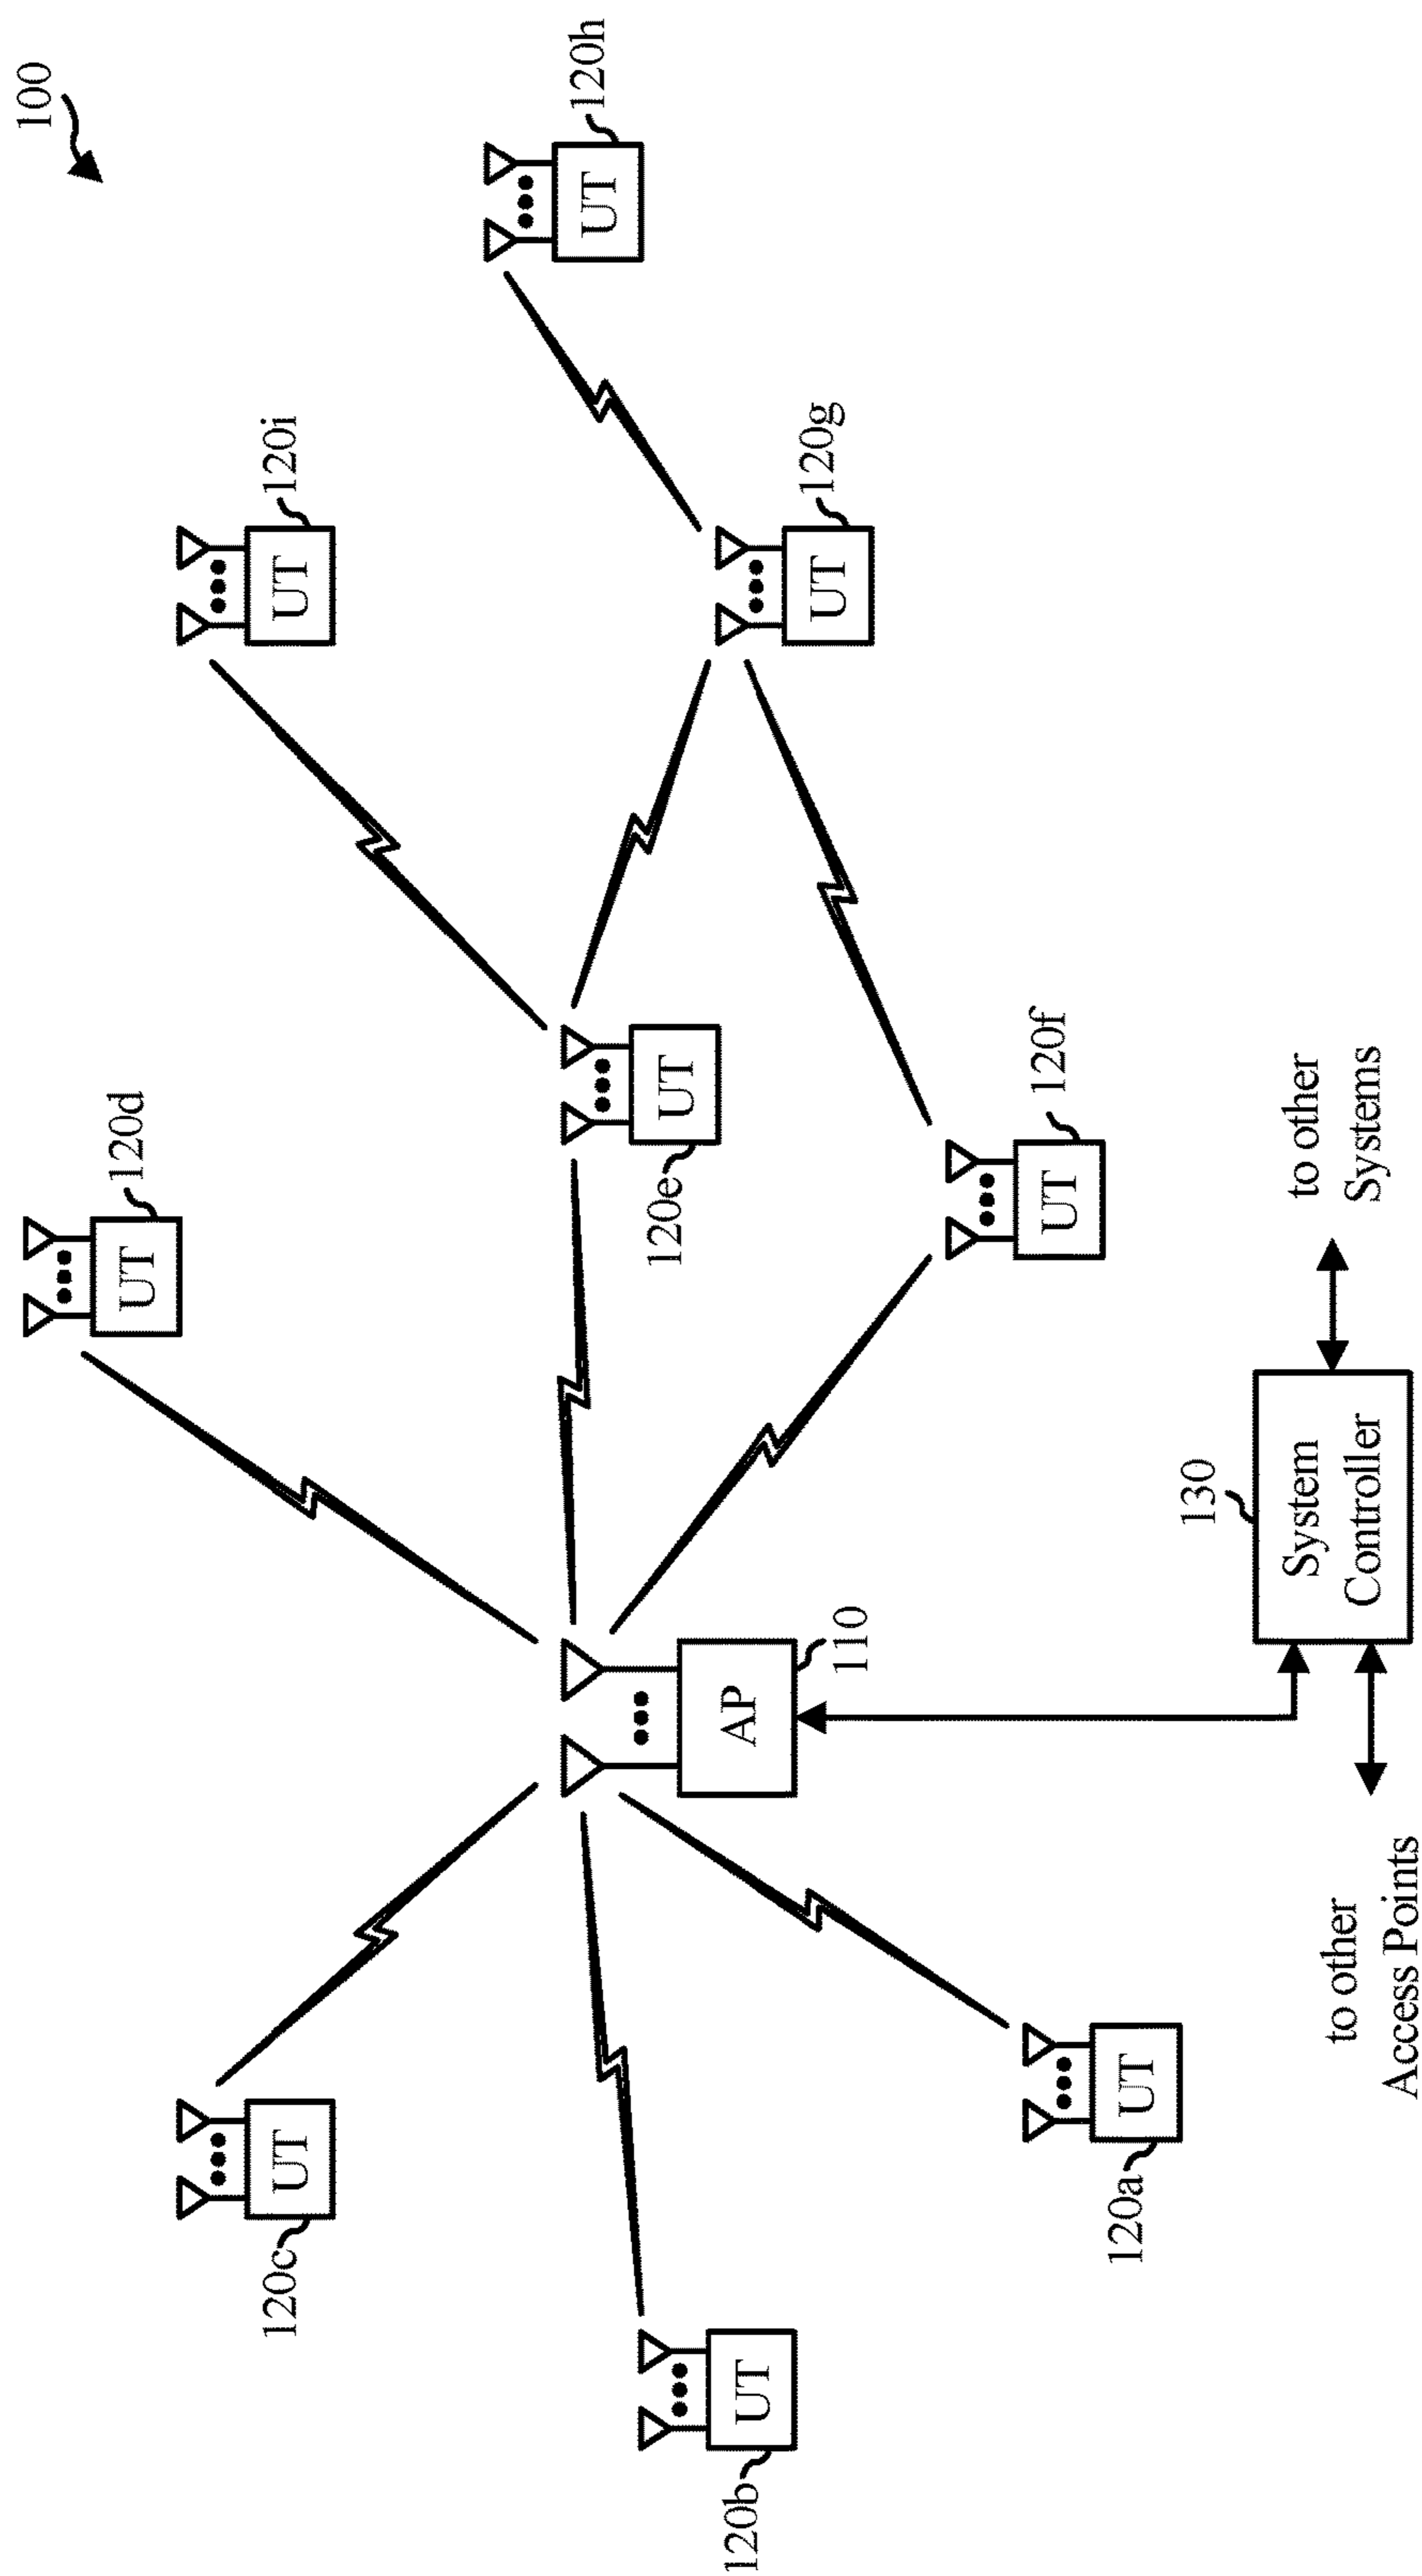 100
120d
UT
120i
UT
120c
UT
120h
UT
120e
UT
120b
UT
AP
110
120g
UT
120f
UT
120a
UT
130
System
Controller
to other
Systems
to other
Access Points